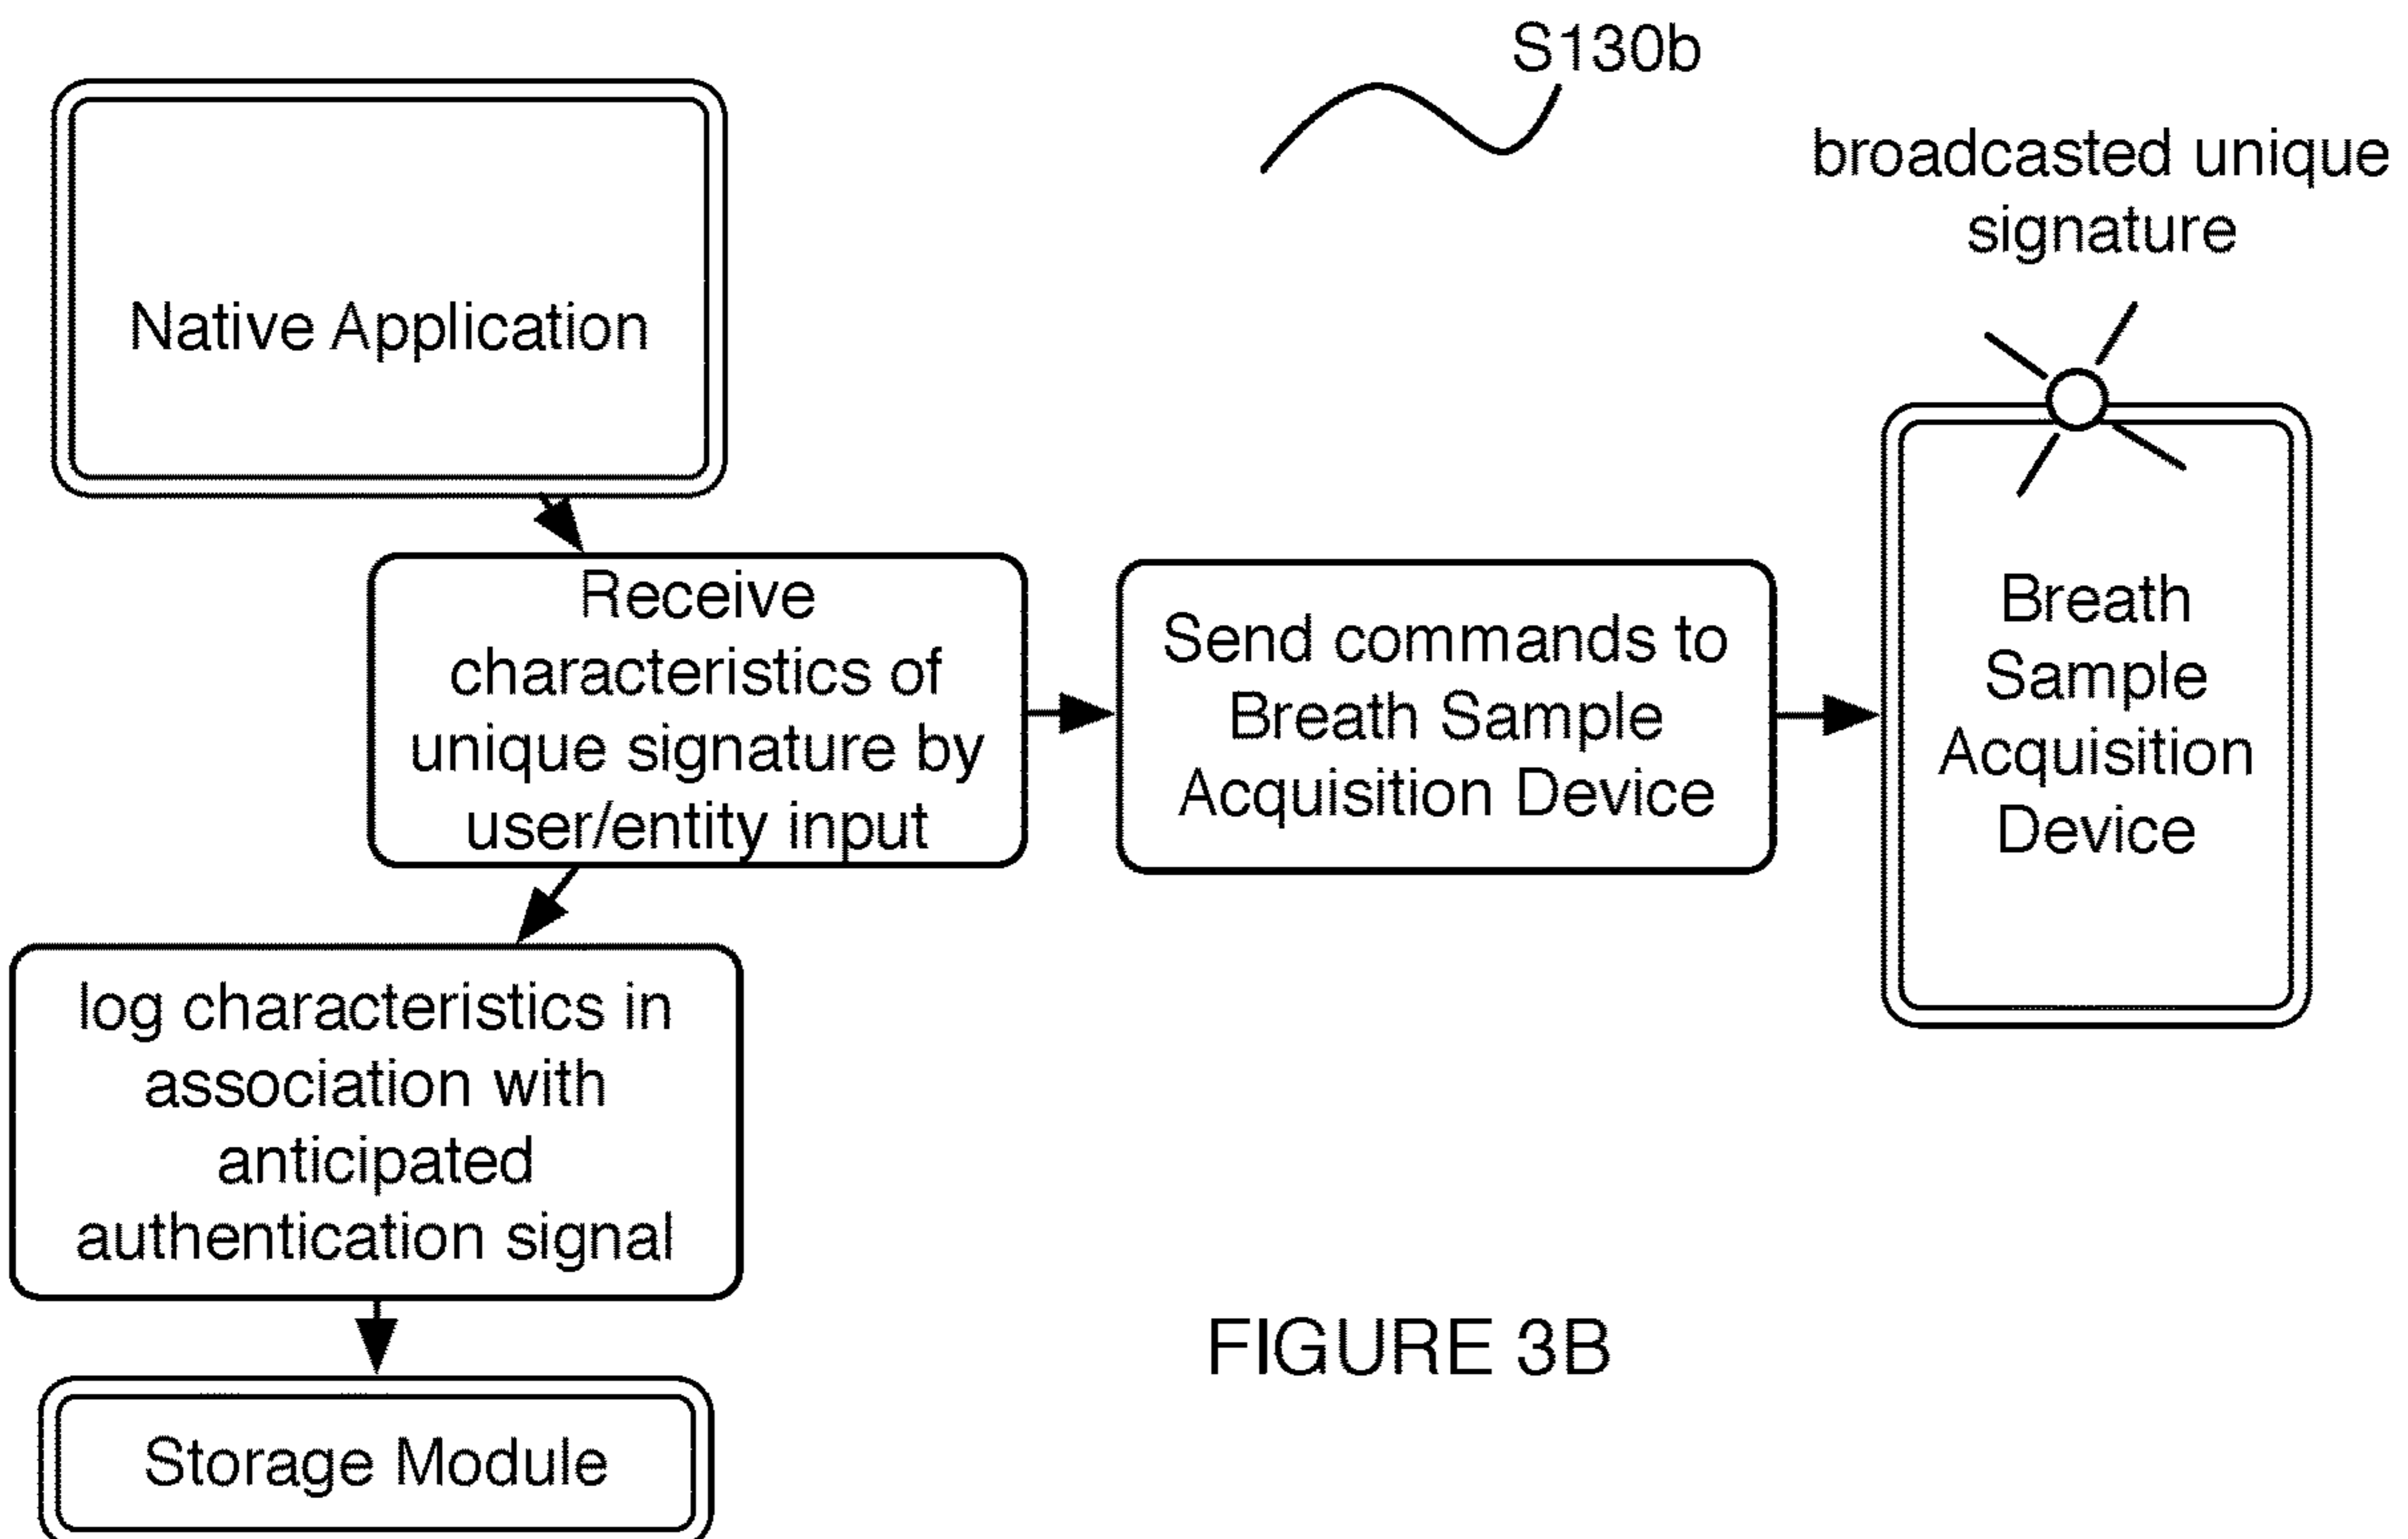 S130b
broadcasted unique
signature
Native Application
Receive
characteristics of
unique signature by
user/entity input
Send commands to
Breath Sample
Acquisition Device
Breath
Sample
Acquisition
Device
log characteristics in
association with
anticipated
authentication signal
Storage Module
FIGURE 3B